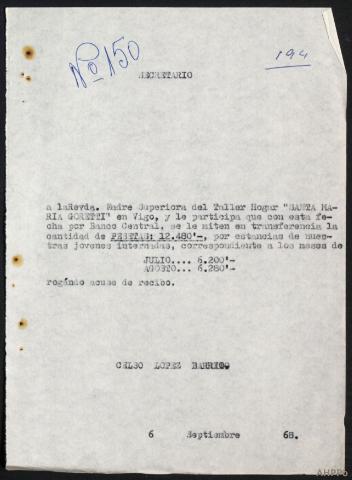 Nº 150
194
SECRETARIO
a laRevda. Madre Superiora del Taller Hogar "SANTA MA-
RIA GORETTI" en Vigo, y le participa que con esta fe-
cha por Banco Central, se le miten en transferencia la
cantidad de PESETAS: 12.480'-, por estancias de nues-
tras jovenes internadas, correspondiente a los meses de
JULIO.... 6.200'-
AGOSTO... 6.280'-
rogándo acuse de recibo.
CELSO LOPEZ BARRIO.
6 Septiembre 68.
AHPPO